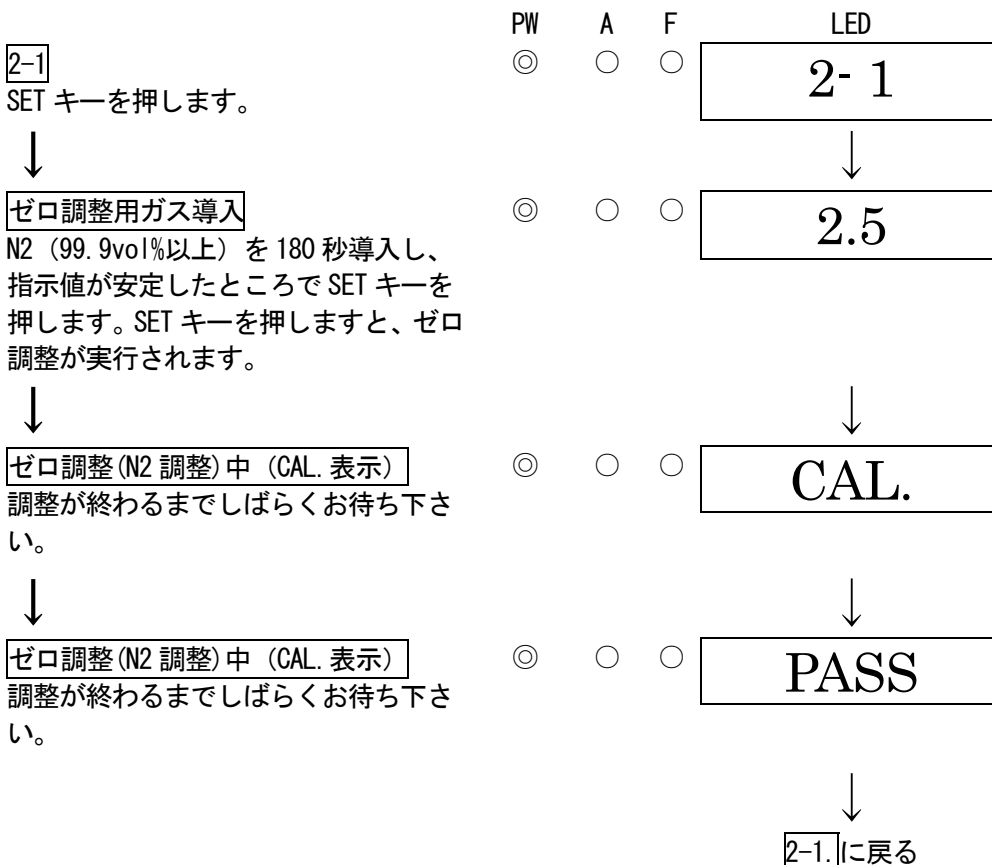 PW A F LED
2-1 ◎ ○ ○ 2- 1
SET キーを押します。
↓ ↓
ゼロ調整用ガス導入 ◎ ○ ○ 2.5
N2（99.9vol%以上）を 180 秒導入し、
指示値が安定したところで SET キーを
押します。SET キーを押しますと、ゼロ
調整が実行されます。
↓ ↓
ゼロ調整(N2 調整)中（CAL.表示） ◎ ○ ○ CAL.
調整が終わるまでしばらくお待ち下さ
い。
↓ ↓
ゼロ調整(N2 調整)中（CAL.表示） ◎ ○ ○ PASS
調整が終わるまでしばらくお待ち下さ
い。
↓
2-1.に戻る